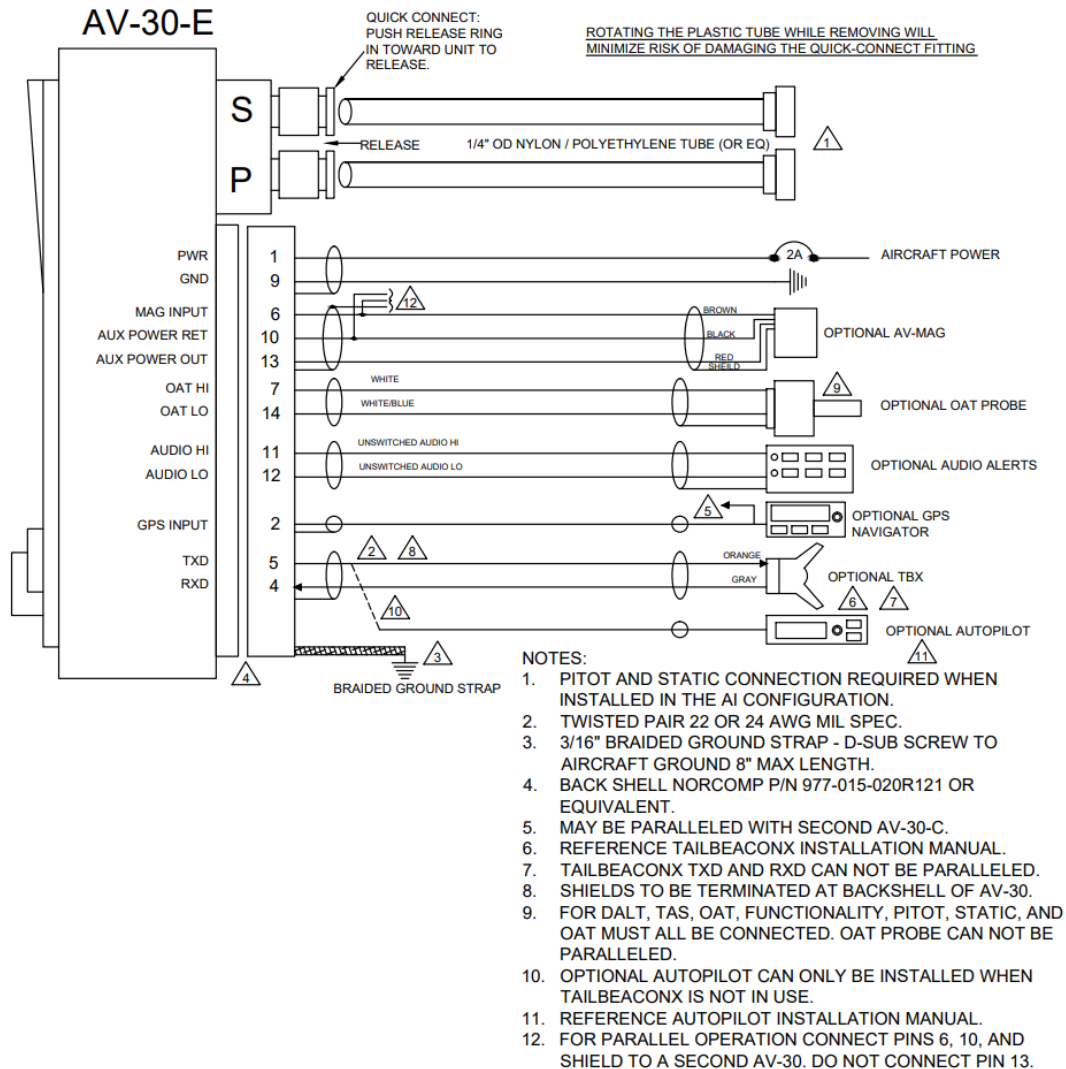 AV-30-E
QUICK CONNECT:
PUSH RELEASE RING
IN TOWARD UNIT TO
RELEASE.
ROTATING THE PLASTIC TUBE WHILE REMOVING WILL
MINIMIZE RISK OF DAMAGING THE QUICK-CONNECT FITTING
S
RELEASE
1/4" OD NYLON / POLYETHYLENE TUBE (OR EQ)
1
P
PWR
1
2A
AIRCRAFT POWER
GND
9
12
MAG INPUT
6
BROWN
AUX POWER RET
10
BLACK
OPTIONAL AV-MAG
AUX POWER OUT
13
RED
SHEILD
OAT HI
7
WHITE
9
OAT LO
14
WHITE/BLUE
OPTIONAL OAT PROBE
AUDIO HI
11
UNSWITCHED AUDIO HI
AUDIO LO
12
UNSWITCHED AUDIO LO
OPTIONAL AUDIO ALERTS
GPS INPUT
2
5
OPTIONAL GPS
NAVIGATOR
TXD
5
2
8
ORANGE
RXD
4
GRAY
OPTIONAL TBX
6
7
10
OPTIONAL AUTOPILOT
11
3
4
BRAIDED GROUND STRAP
NOTES:
1. PITOT AND STATIC CONNECTION REQUIRED WHEN
INSTALLED IN THE AI CONFIGURATION.
2. TWISTED PAIR 22 OR 24 AWG MIL SPEC.
3. 3/16" BRAIDED GROUND STRAP - D-SUB SCREW TO
AIRCRAFT GROUND 8" MAX LENGTH.
4. BACK SHELL NORCOMP P/N 977-015-020R121 OR
EQUIVALENT.
5. MAY BE PARALLELED WITH SECOND AV-30-C.
6. REFERENCE TAILBEACONX INSTALLATION MANUAL.
7. TAILBEACONX TXD AND RXD CAN NOT BE PARALLELED.
8. SHIELDS TO BE TERMINATED AT BACKSHELL OF AV-30.
9. FOR DALT, TAS, OAT, FUNCTIONALITY, PITOT, STATIC, AND
OAT MUST ALL BE CONNECTED. OAT PROBE CAN NOT BE
PARALLELED.
10. OPTIONAL AUTOPILOT CAN ONLY BE INSTALLED WHEN
TAILBEACONX IS NOT IN USE.
11. REFERENCE AUTOPILOT INSTALLATION MANUAL.
12. FOR PARALLEL OPERATION CONNECT PINS 6, 10, AND
SHIELD TO A SECOND AV-30. DO NOT CONNECT PIN 13.